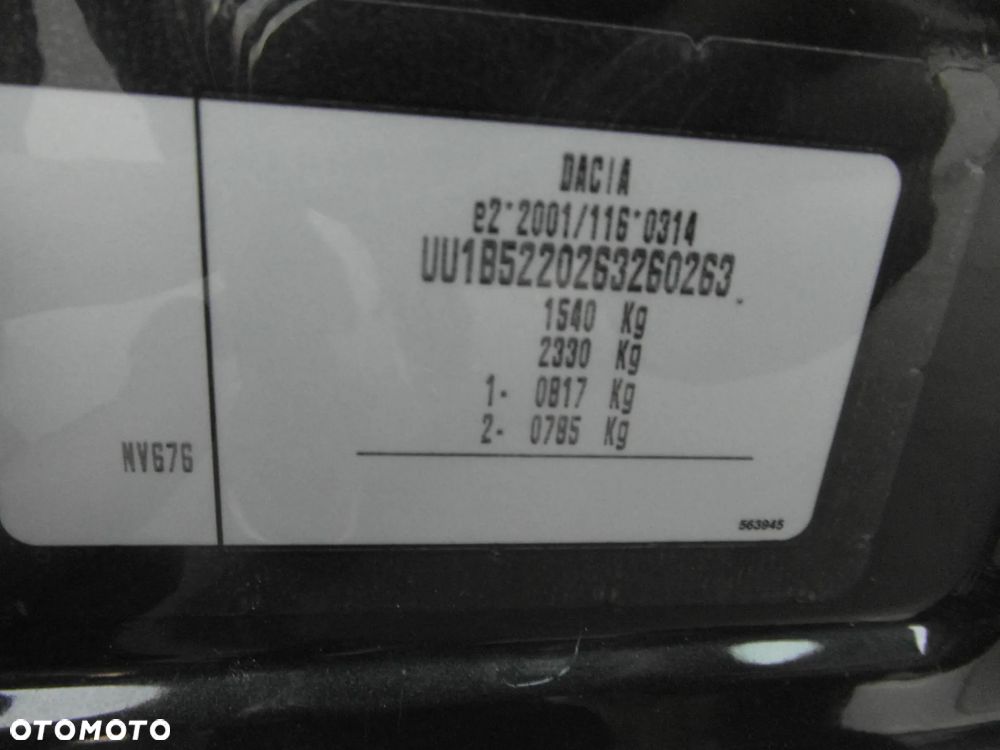 DACIA
e2*2001/116*0314
UU1B5220263260263
1540 Kg
2330 Kg
1- 0817 Kg
2- 0785 Kg
NV676
563945
OTOMOTO